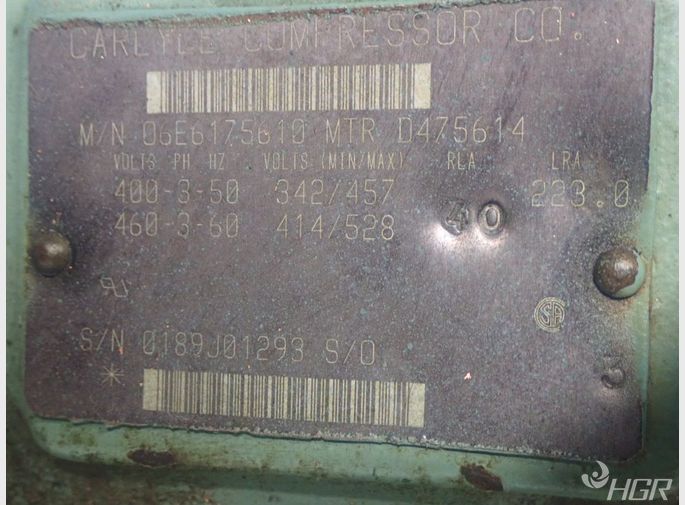 CARLYLE COMPRESSOR CO.
M/N 06E6175610 MTR D475614
VOLTS PH HZ VOLTS (MIN/MAX) RLA LRA
400-3-50 342/457 40 223.0
460-3-60 414/528
S/N 0189J01293 S/O
*
HGR